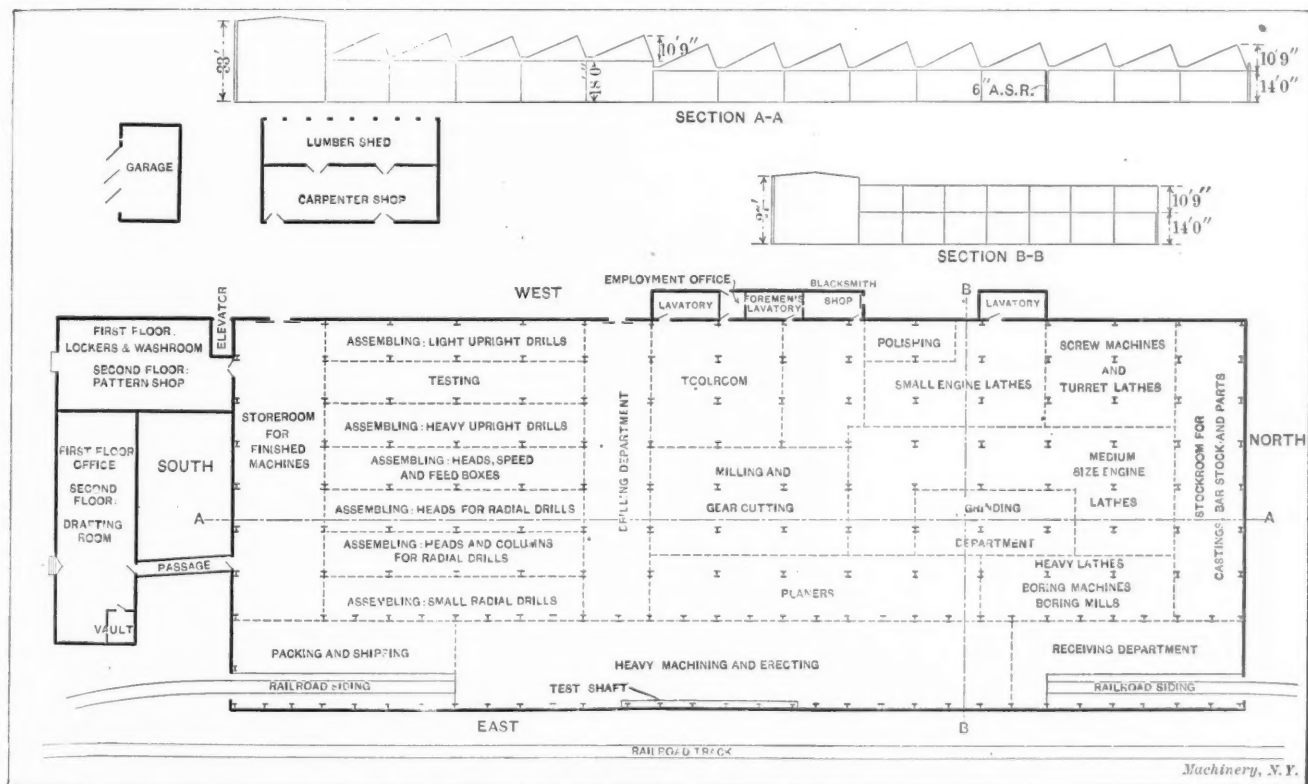 33'
10'9"
18'0"
6" A.S.R.
10'9"
14'0"
SECTION A-A
GARAGE
LUMBER SHED
CARPENTER SHOP
10'9"
14'0"
SECTION B-B
WEST
EMPLOYMENT OFFICE
BLACKSMITH
SHOP
LAVATORY
FOREMEN'S
LAVATORY
B
LAVATORY
ELEVATOR
FIRST FLOOR:
LOCKERS & WASHROOM
SECOND FLOOR:
PATTERN SHOP
ASSEMBLING: LIGHT UPRIGHT DRILLS
TESTING
ASSEMBLING: HEAVY UPRIGHT DRILLS
ASSEMBLING: HEADS, SPEED
AND FEED BOXES
ASSEMBLING: HEADS FOR RADIAL DRILLS
ASSEMBLING: HEADS AND COLUMNS
FOR RADIAL DRILLS
ASSEMBLING: SMALL RADIAL DRILLS
STOREROOM
FOR
FINISHED
MACHINES
DRILLING DEPARTMENT
TOOLROOM
POLISHING
SMALL ENGINE LATHES
SCREW MACHINES
AND
TURRET LATHES
STOCKROOM FOR
CASTINGS BAR STOCK AND PARTS
NORTH
FIRST FLOOR
OFFICE
SECOND
FLOOR:
DRAFTING
ROOM
SOUTH
MILLING AND
GEAR CUTTING
MEDIUM
SIZE ENGINE
LATHES
GRINDING
DEPARTMENT
A
A
PASSAGE
VAULT
PLANERS
HEAVY LATHES
BORING MACHINES
BORING MILLS
PACKING AND SHIPPING
HEAVY MACHINING AND ERECTING
RECEIVING DEPARTMENT
RAILROAD SIDING
TEST SHAFT
RAILROAD SIDING
EAST
B
RAILROAD TRACK
Machinery, N.Y.